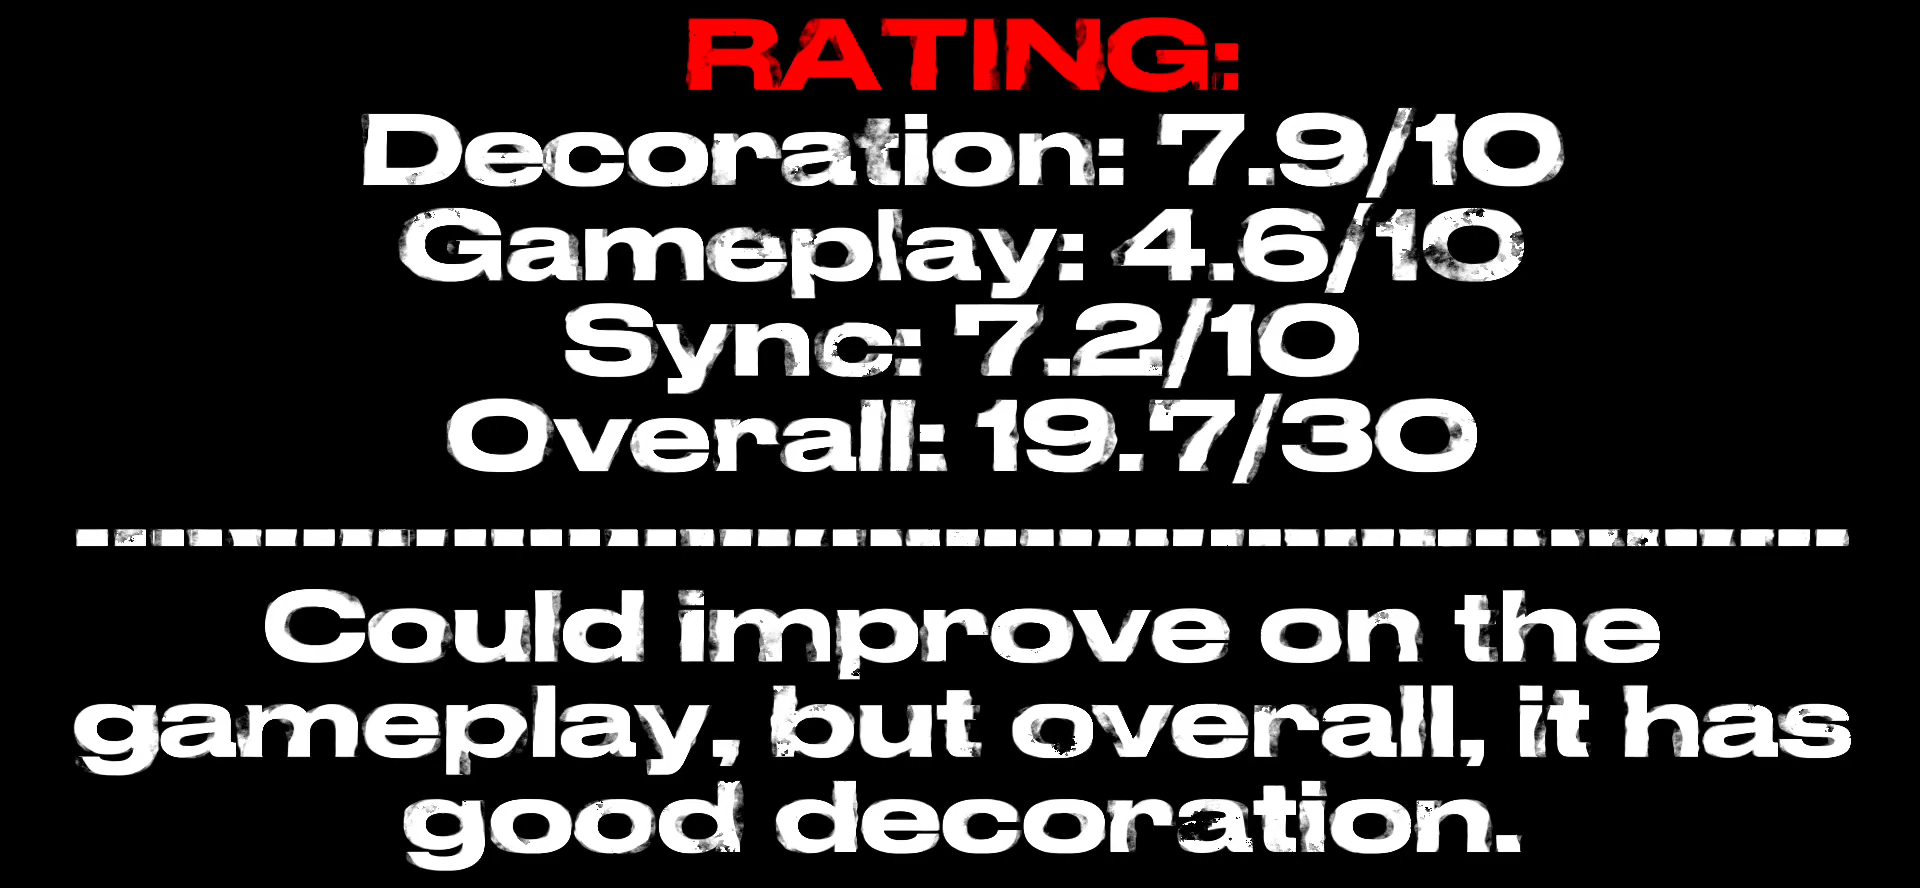 RATING:
Decoration: 7.9/10
Gameplay: 4.6/10
Sync: 7.2/10
Overall: 19.7/30
-----------------------------------------------
Could improve on the
gameplay, but overall, it has
good decoration.